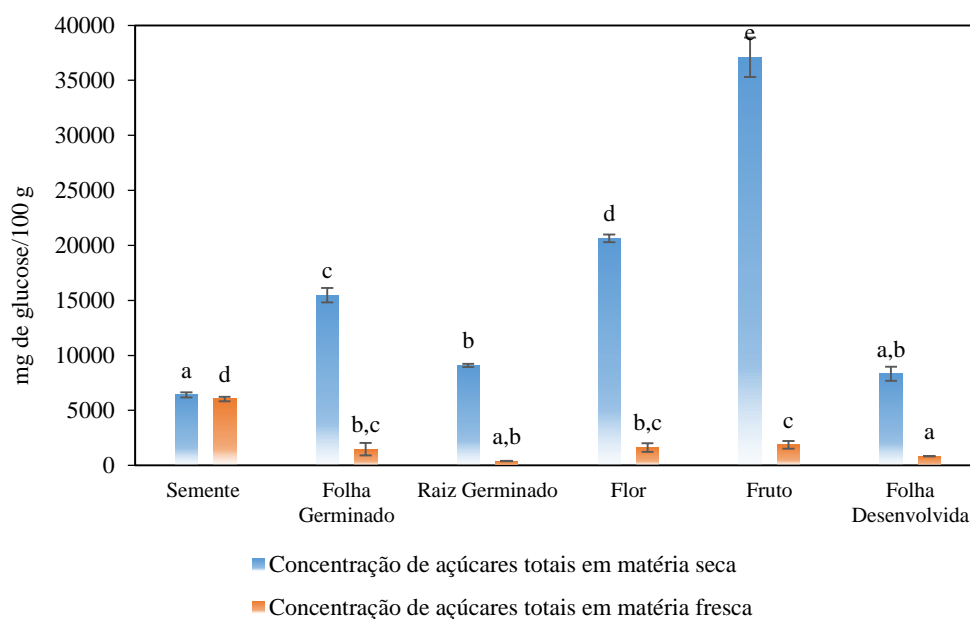 mg de glucose/100 g
40000
35000
30000
25000
20000
15000
10000
5000
0
a
d
c
b,c
b
a,b
d
b,c
e
c
a,b
a
Semente
Folha
Germinado
Raiz Germinado
Flor
Fruto
Folha
Desenvolvida
Concentração de açúcares totais em matéria seca
Concentração de açúcares totais em matéria fresca